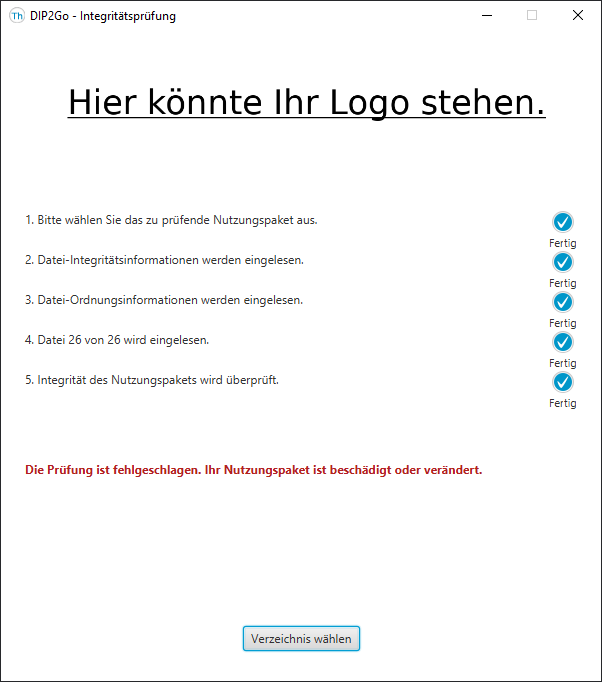 Th DIP2Go - Integritätsprüfung
Hier könnte Ihr Logo stehen.
1. Bitte wählen Sie das zu prüfende Nutzungspaket aus.
Fertig
2. Datei-Integritätsinformationen werden eingelesen.
Fertig
3. Datei-Ordnungsinformationen werden eingelesen.
Fertig
4. Datei 26 von 26 wird eingelesen.
Fertig
5. Integrität des Nutzungspakets wird überprüft.
Fertig
Die Prüfung ist fehlgeschlagen. Ihr Nutzungspaket ist beschädigt oder verändert.
Verzeichnis wählen